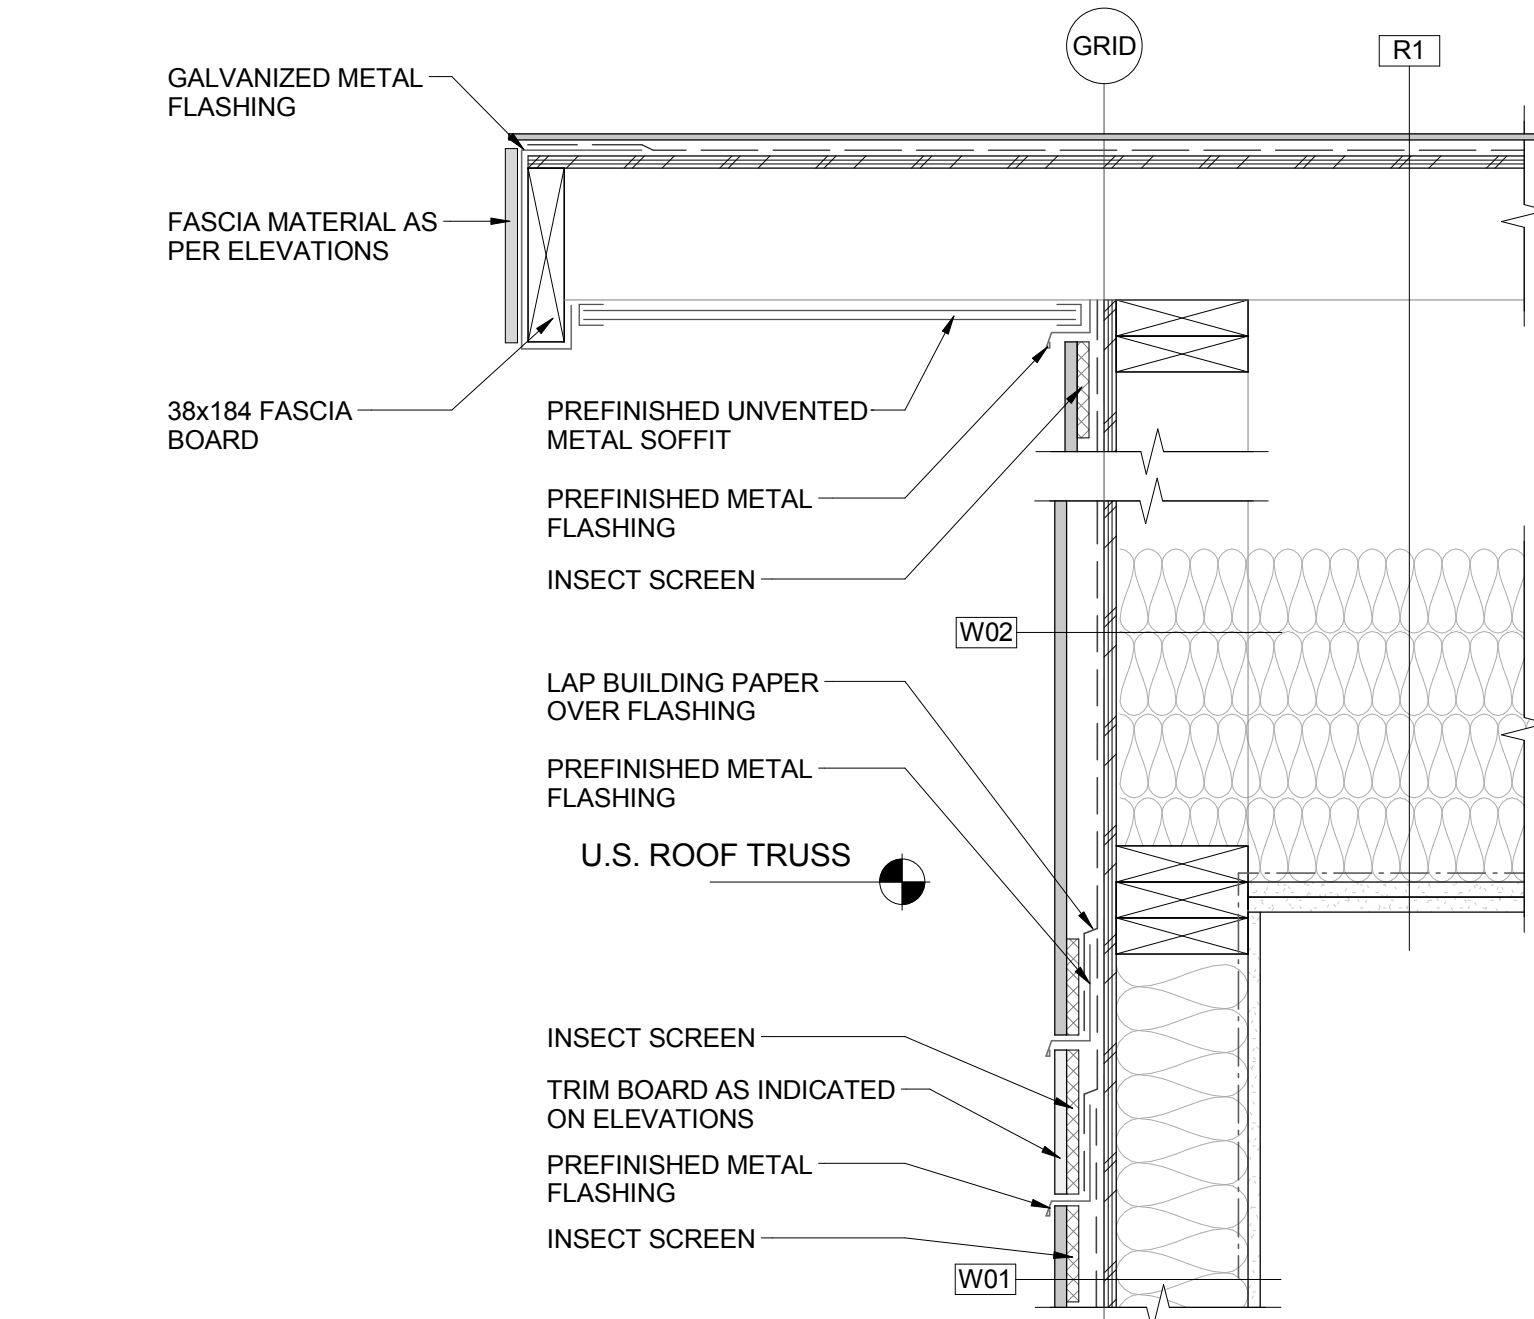 GRID
R1
GALVANIZED METAL
FLASHING
FASCIA MATERIAL AS
PER ELEVATIONS
38x184 FASCIA
BOARD
PREFINISHED UNVENTED
METAL SOFFIT
PREFINISHED METAL
FLASHING
INSECT SCREEN
W02
LAP BUILDING PAPER
OVER FLASHING
PREFINISHED METAL
FLASHING
U.S. ROOF TRUSS
INSECT SCREEN
TRIM BOARD AS INDICATED
ON ELEVATIONS
PREFINISHED METAL
FLASHING
INSECT SCREEN
W01